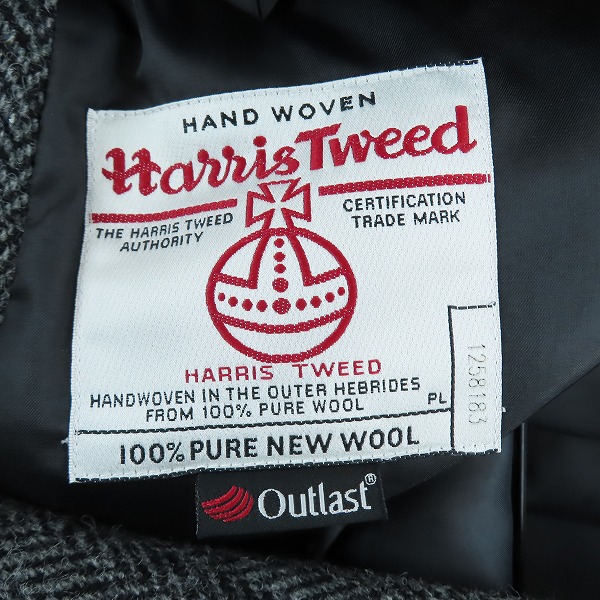 HAND WOVEN
Harris Tweed
THE HARRIS TWEED
AUTHORITY
CERTIFICATION
TRADE MARK
HARRIS TWEED
HANDWOVEN IN THE OUTER HEBRIDES
FROM 100% PURE WOOL
PL
1258183
100% PURE NEW WOOL
Outlast®